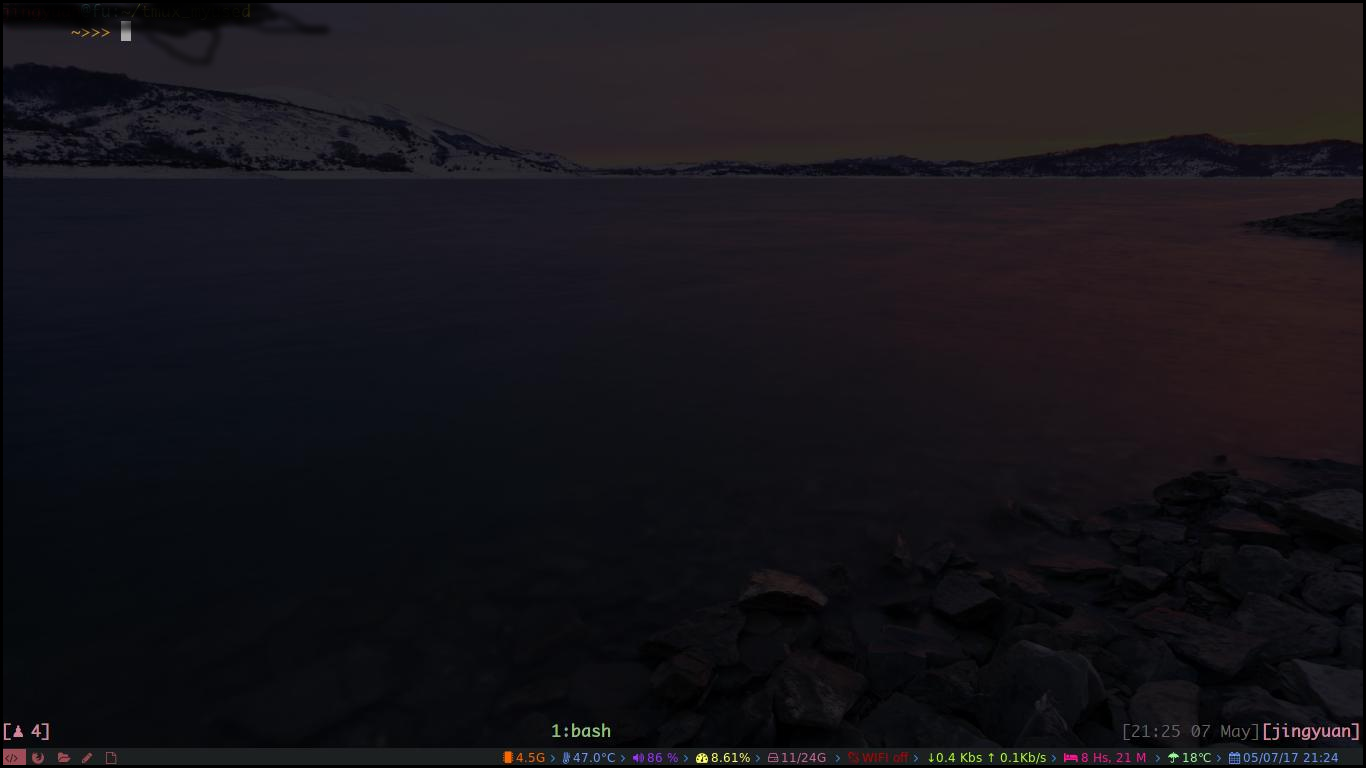 ~>>>
[♟ 4] 1:bash [21:25 07 May][jingyuan]
</> 4.5G > 47.0°C > 86 % > 8.61% > 11/24G > WIFI off > ↓0.4 Kbs ↑ 0.1Kb/s > 8 Hs, 21 M > 18°C > 05/07/17 21:24